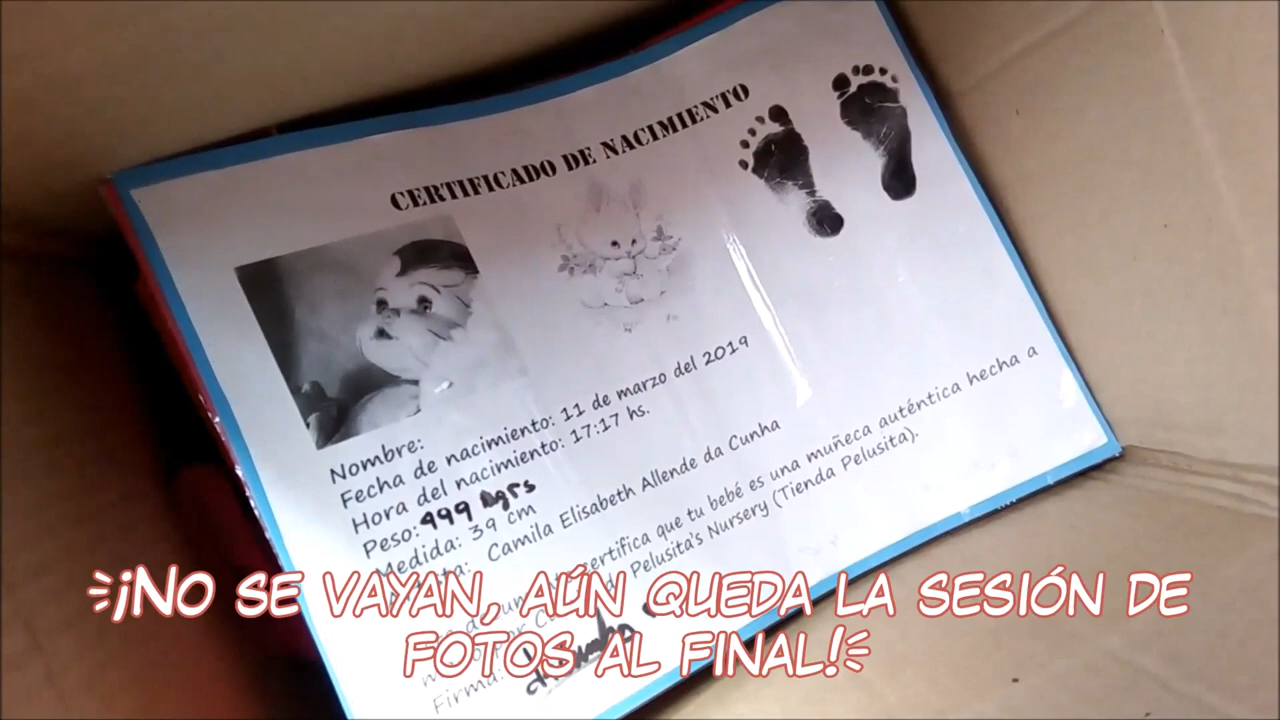 CERTIFICADO DE NACIMIENTO
Nombre:
Fecha de nacimiento: 11 de marzo del 2019
Hora del nacimiento: 17:17 hs.
Peso: 999
Medida: 39 cm
Camila Elisabeth Allende da Cunha
certifica que tu bebé es una muñeca auténtica hecha a
Pelusita's Nursery (Tienda Pelusita).
Firma:
¡NO SE VAYAN, AÚN QUEDA LA SESIÓN DE
FOTOS AL FINAL!